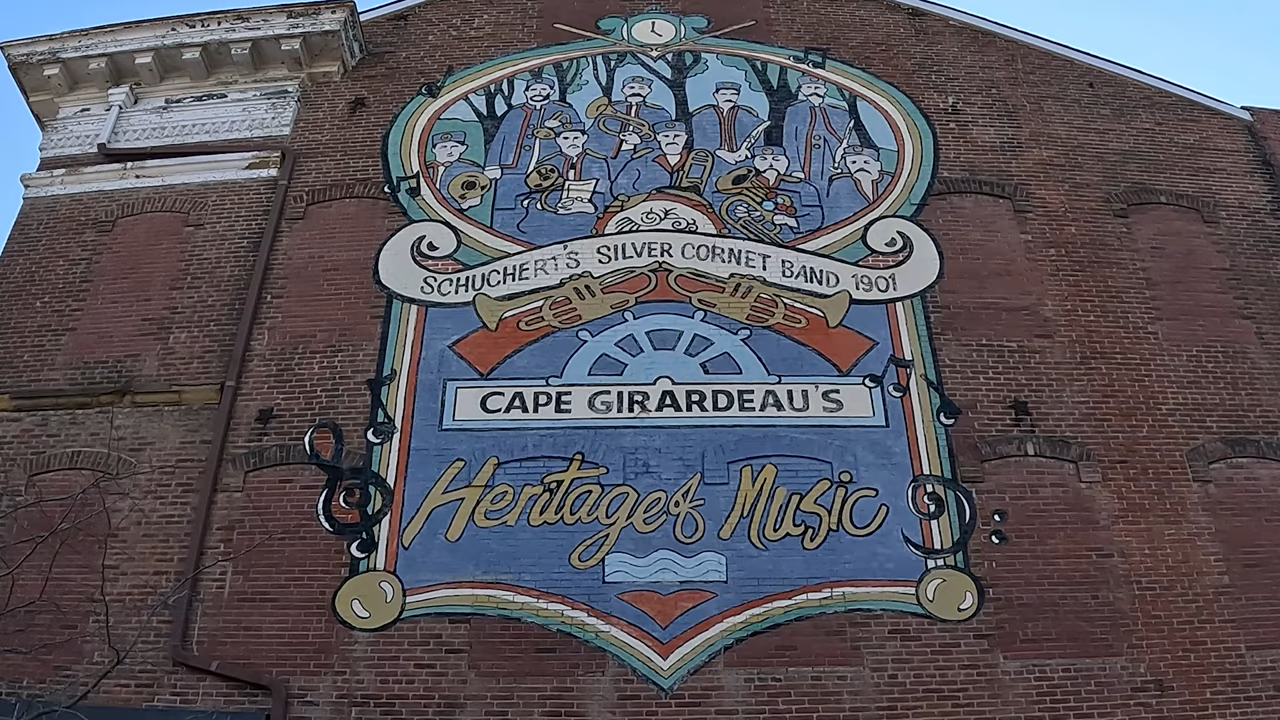 SCHUCHERT'S SILVER CORNET BAND 1901
CAPE GIRARDEAU'S
Heritage of Music